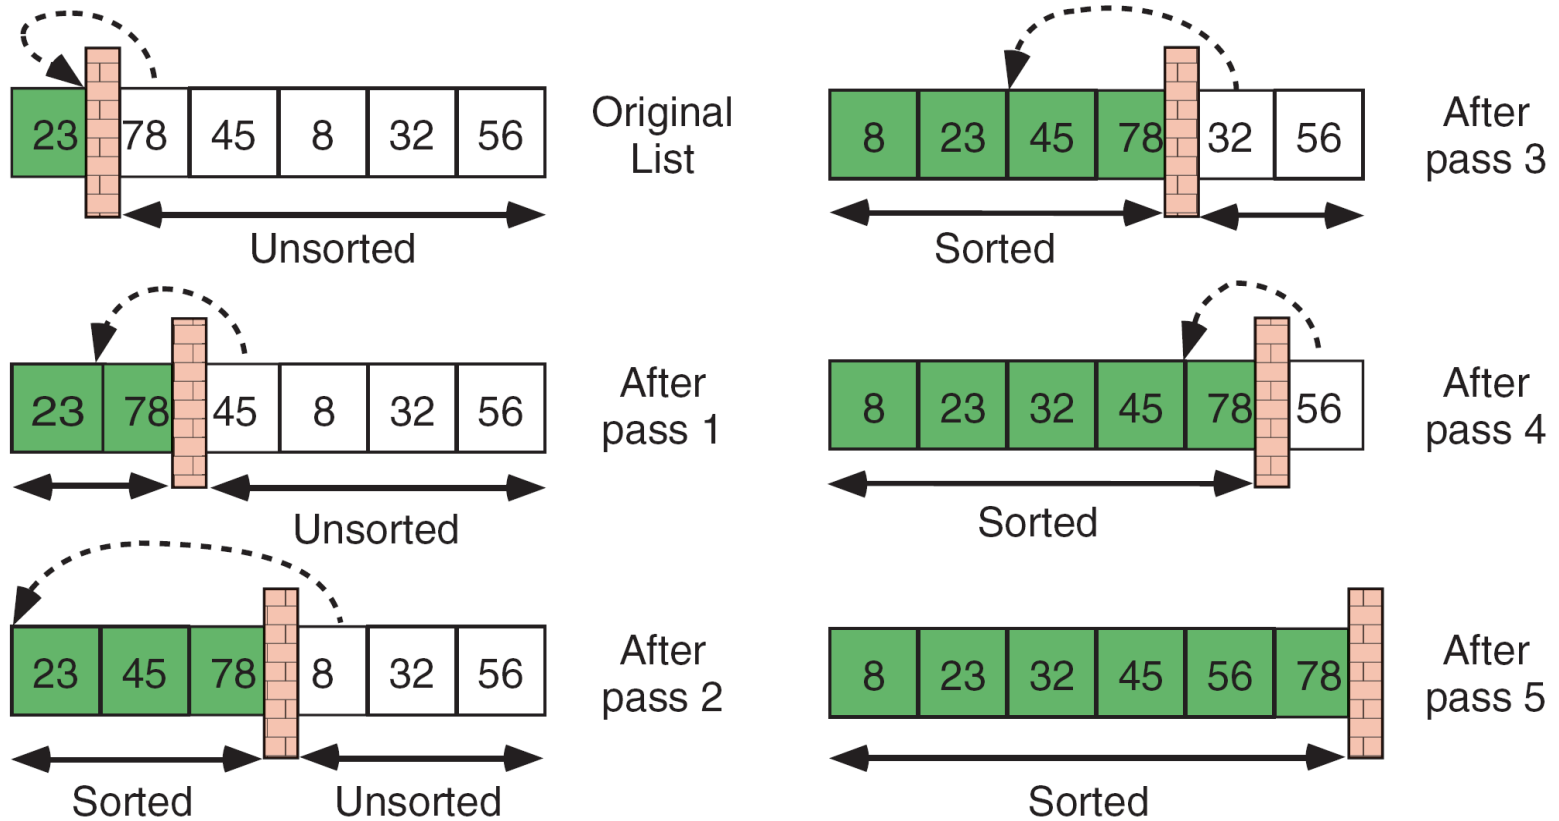 23 78 45 8 32 56
Original
List
Unsorted
23 78 45 8 32 56
After
pass 1
Unsorted
23 45 78 8 32 56
After
pass 2
Sorted Unsorted
8 23 45 78 32 56
After
pass 3
Sorted
8 23 32 45 78 56
After
pass 4
Sorted
8 23 32 45 56 78
After
pass 5
Sorted